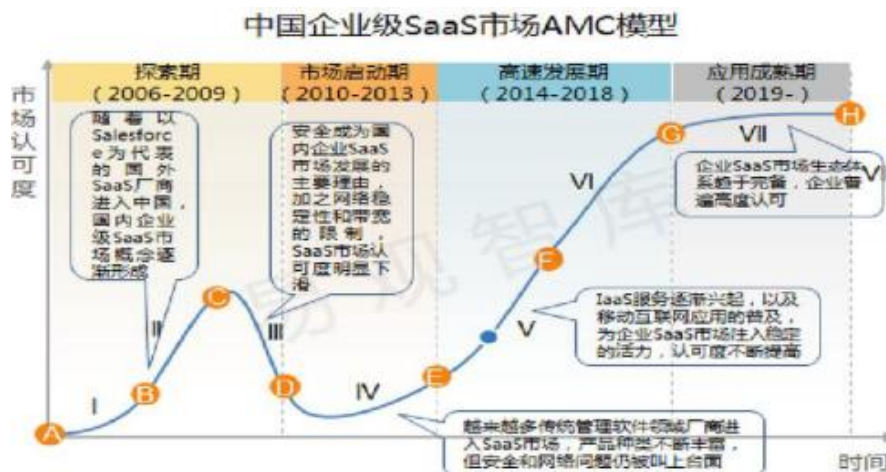 中国企业级SaaS市场AMC模型
探索期
（2006-2009）
市场启动期
（2010-2013）
高速发展期
（2014-2018）
应用成熟期
（2019-）
市场认可度
随着以
Salesforc
e为代表
的国外
SaaS厂商
进入中国，
国内企业
级SaaS市
场概念逐
渐形成
安全成为国
内企业SaaS
市场发展的
主要理由，
加之网络稳
定性和带宽
的限制，
SaaS市场认
可度明显下
滑
企业SaaS市场生态体
系趋于完备，企业普
遍高度认可
IaaS服务逐渐兴起，以及
移动互联网应用的普及，
为企业SaaS市场注入稳定
的活力，认可度不断提高
越来越多传统管理软件领域厂商进
入SaaS市场，产品种类不断丰富，
但安全和网络问题仍被叫上台面
A
I
B
II
C
III
D
IV
E
V
F
VI
G
VII
H
VI
易观智库
时间